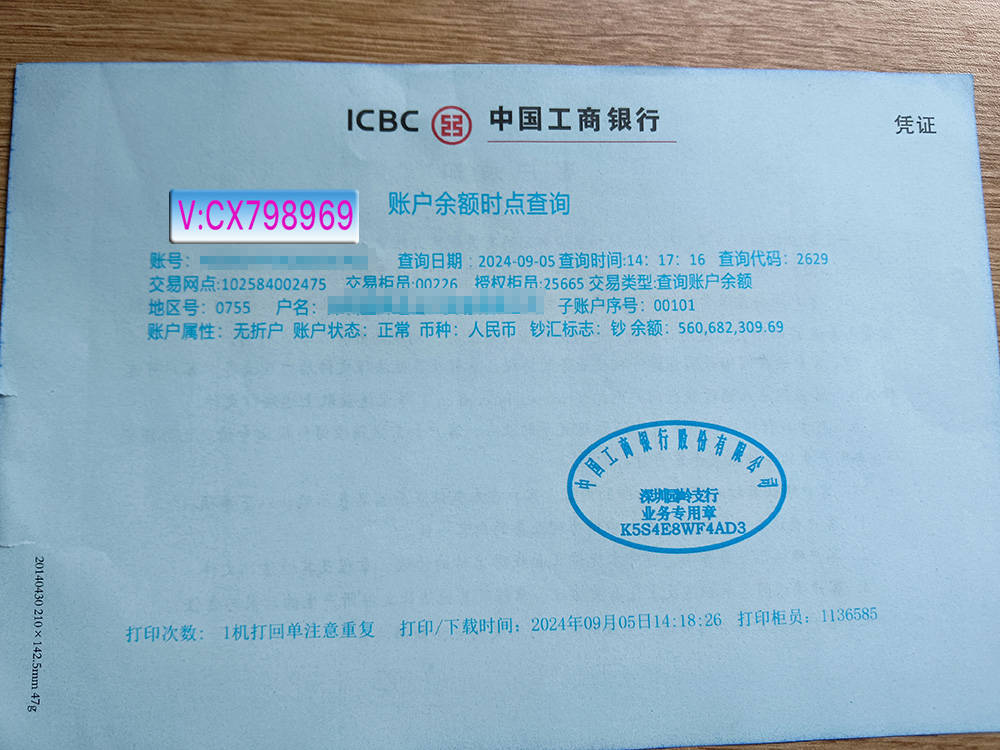 ICBC 中国工商银行
凭证
账户余额时点查询
V:CX798969
账号： 查询日期：2024-09-05 查询时间:14：17：16 查询代码：2629
交易网点:102584002475 交易柜员:00226 授权柜员:25665 交易类型:查询账户余额
地区号：0755 户名： 子账户序号：00101
账户属性：无折户 账户状态：正常 币种：人民币 钞汇标志：钞 余额：560,682,309.69
中国工商银行股份有限公司
深圳园岭支行
业务专用章
K5S4E8WF4AD3
打印次数： 1机打回单注意重复 打印/下载时间：2024年09月05日14:18:26 打印柜员：1136585
20140430 210×142.5mm 47g